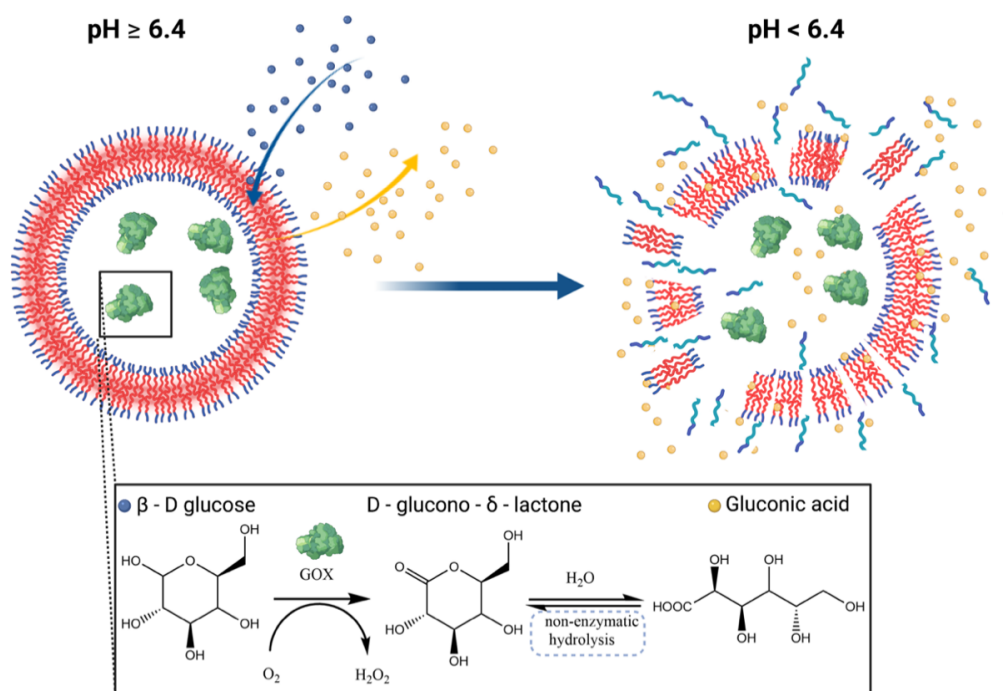 pH ≥ 6.4
pH < 6.4
β - D glucose
D - glucono - δ - lactone
Gluconic acid
OH
HO
O
HO
OH
OH
GOX
O₂
H₂O₂
OH
O
O
HO
OH
OH
H₂O
non-enzymatic
hydrolysis
OH
OH
HOOC
OH
OH
OH